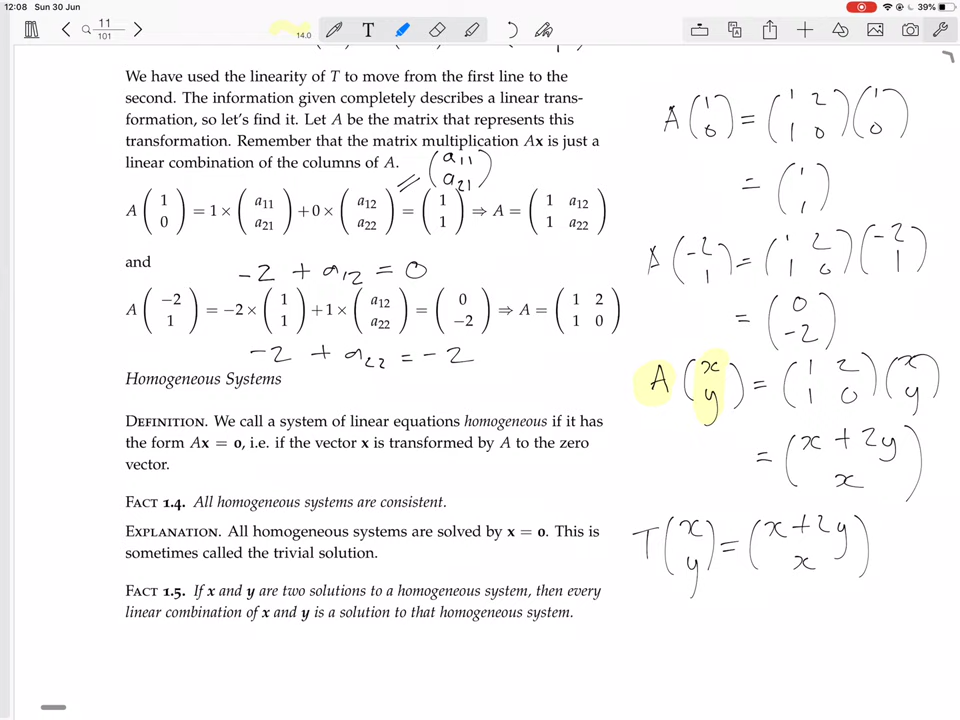 12:08 Sun 30 Jun
39%
11
101
14.0
T
We have used the linearity of T to move from the first line to the
second. The information given completely describes a linear trans-
formation, so let's find it. Let A be the matrix that represents this
transformation. Remember that the matrix multiplication Ax is just a
linear combination of the columns of A.
= (a11 a21)
A (1 0) = 1 × (a11 a21) + 0 × (a12 a22) = (1 1) ⇒ A = (1 a12 1 a22)
and
-2 + a12 = 0
A (−2 1) = −2 × (1 1) + 1 × (a12 a22) = (0 −2) ⇒ A = (1 2 1 0)
-2 + a22 = -2
Homogeneous Systems
DEFINITION. We call a system of linear equations homogeneous if it has
the form Ax = 0, i.e. if the vector x is transformed by A to the zero
vector.
FACT 1.4. All homogeneous systems are consistent.
EXPLANATION. All homogeneous systems are solved by x = 0. This is
sometimes called the trivial solution.
FACT 1.5. If x and y are two solutions to a homogeneous system, then every
linear combination of x and y is a solution to that homogeneous system.
A (1 0) = (1 2 1 0) (1 0)
= (1 1)
A (-2 1) = (1 2 1 0) (-2 1)
= (0 -2)
A (x y) = (1 2 1 0) (x y)
= (x + 2y x)
T (x y) = (x + 2y x)